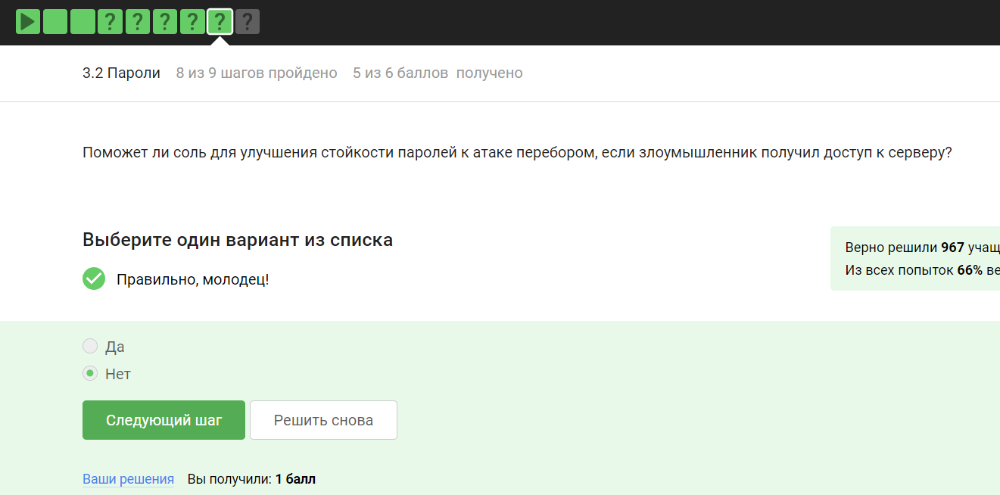 ? ? ? ? ? ?
3.2 Пароли 8 из 9 шагов пройдено 5 из 6 баллов получено
Поможет ли соль для улучшения стойкости паролей к атаке перебором, если злоумышленник получил доступ к серверу?
Выберите один вариант из списка
Верно решили 967 учащ
Из всех попыток 66% ве
Правильно, молодец!
Да
Нет
Следующий шаг Решить снова
Ваши решения Вы получили: 1 балл